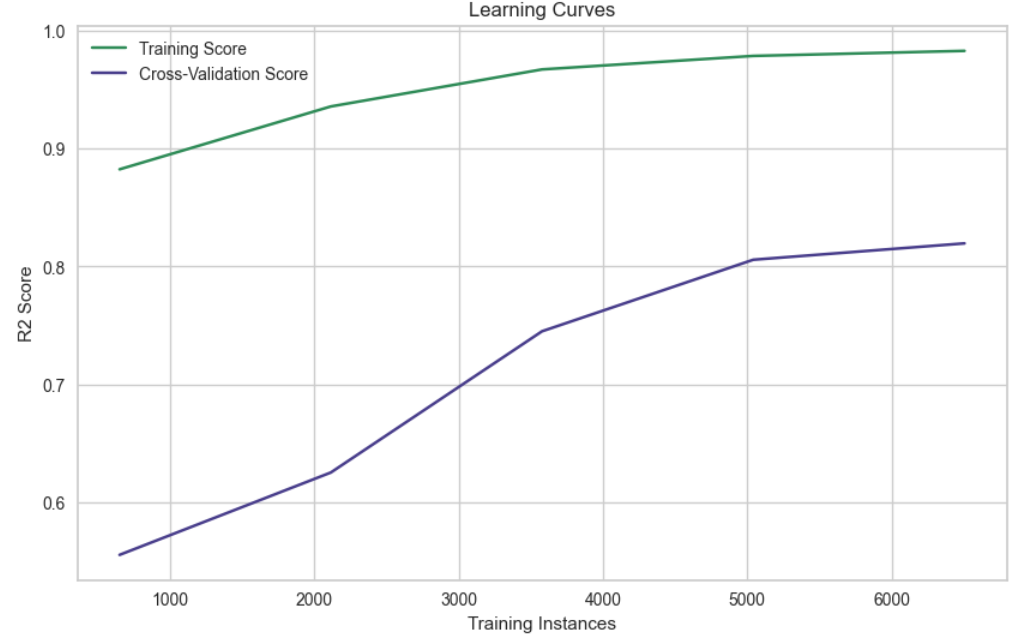 Learning Curves
1.0
Training Score
Cross-Validation Score
0.9
0.8
R2 Score
0.7
0.6
1000 2000 3000 4000 5000 6000
Training Instances